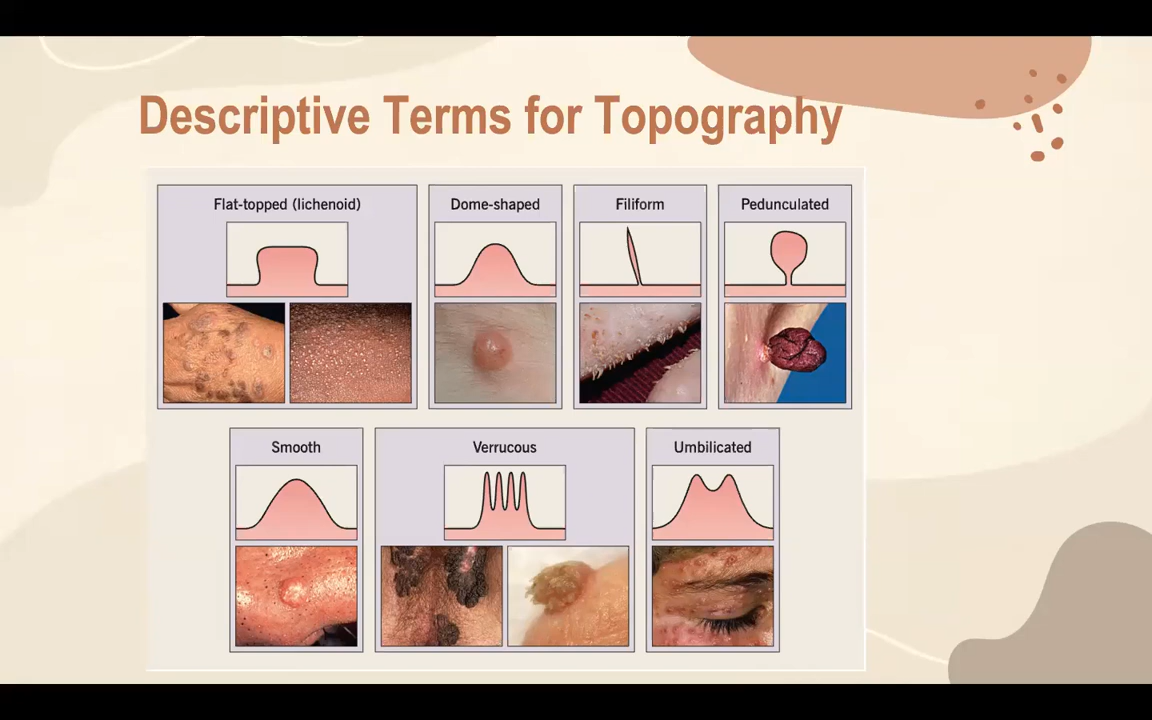 Descriptive Terms for Topography
Flat-topped (lichenoid)
Dome-shaped
Filiform
Pedunculated
Smooth
Verrucous
Umbilicated